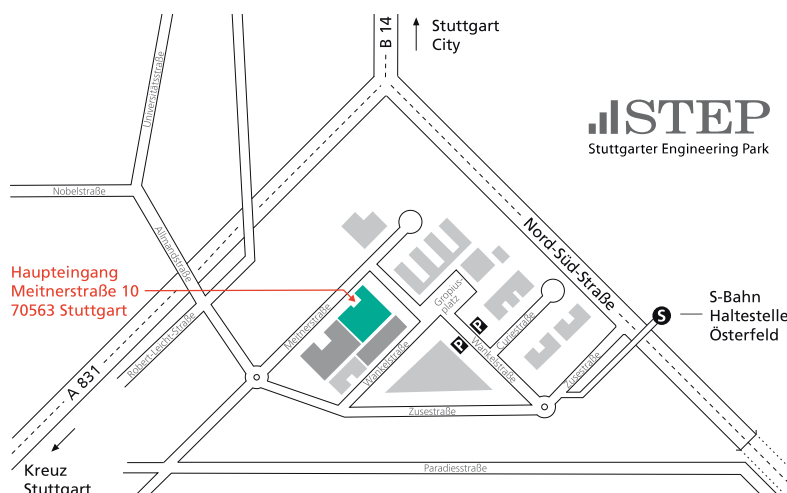 B 14
Stuttgart
City
STEP
Stuttgarter Engineering Park
Universitätsstraße
Nobelstraße
Allmandstraße
Nord-Süd-Straße
Haupteingang
Meitnerstraße 10
70563 Stuttgart
Gropius-
platz
S-Bahn
Haltestelle
Österfeld
S
Meitnerstraße
P
P
Curiestraße
Wankelstraße
Wankelstraße
Robert-Leicht-Straße
Zusestraße
A 831
Zusestraße
Kreuz
Stuttgart
Paradiesstraße